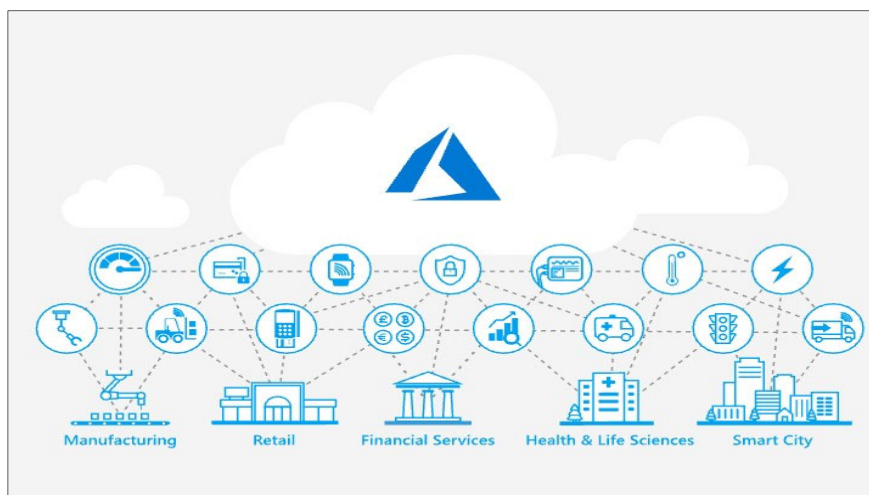 Manufacturing
Retail
Financial Services
Health & Life Sciences
Smart City